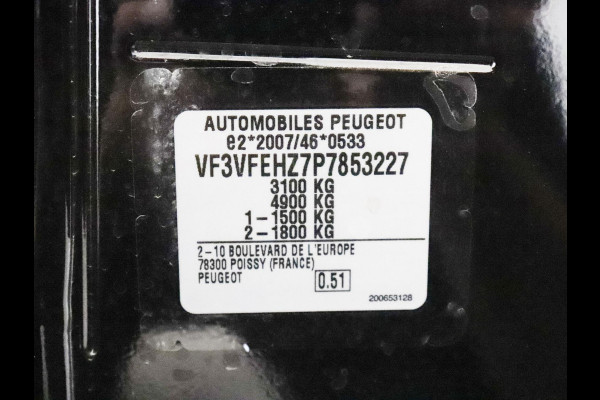 AUTOMOBILES PEUGEOT
e2*2007/46*0533
VF3VFEHZ7P7853227
3100 KG
4900 KG
1-1500 KG
2-1800 KG
2-10 BOULEVARD DE L'EUROPE
78300 POISSY (FRANCE)
PEUGEOT
0.51
200653128